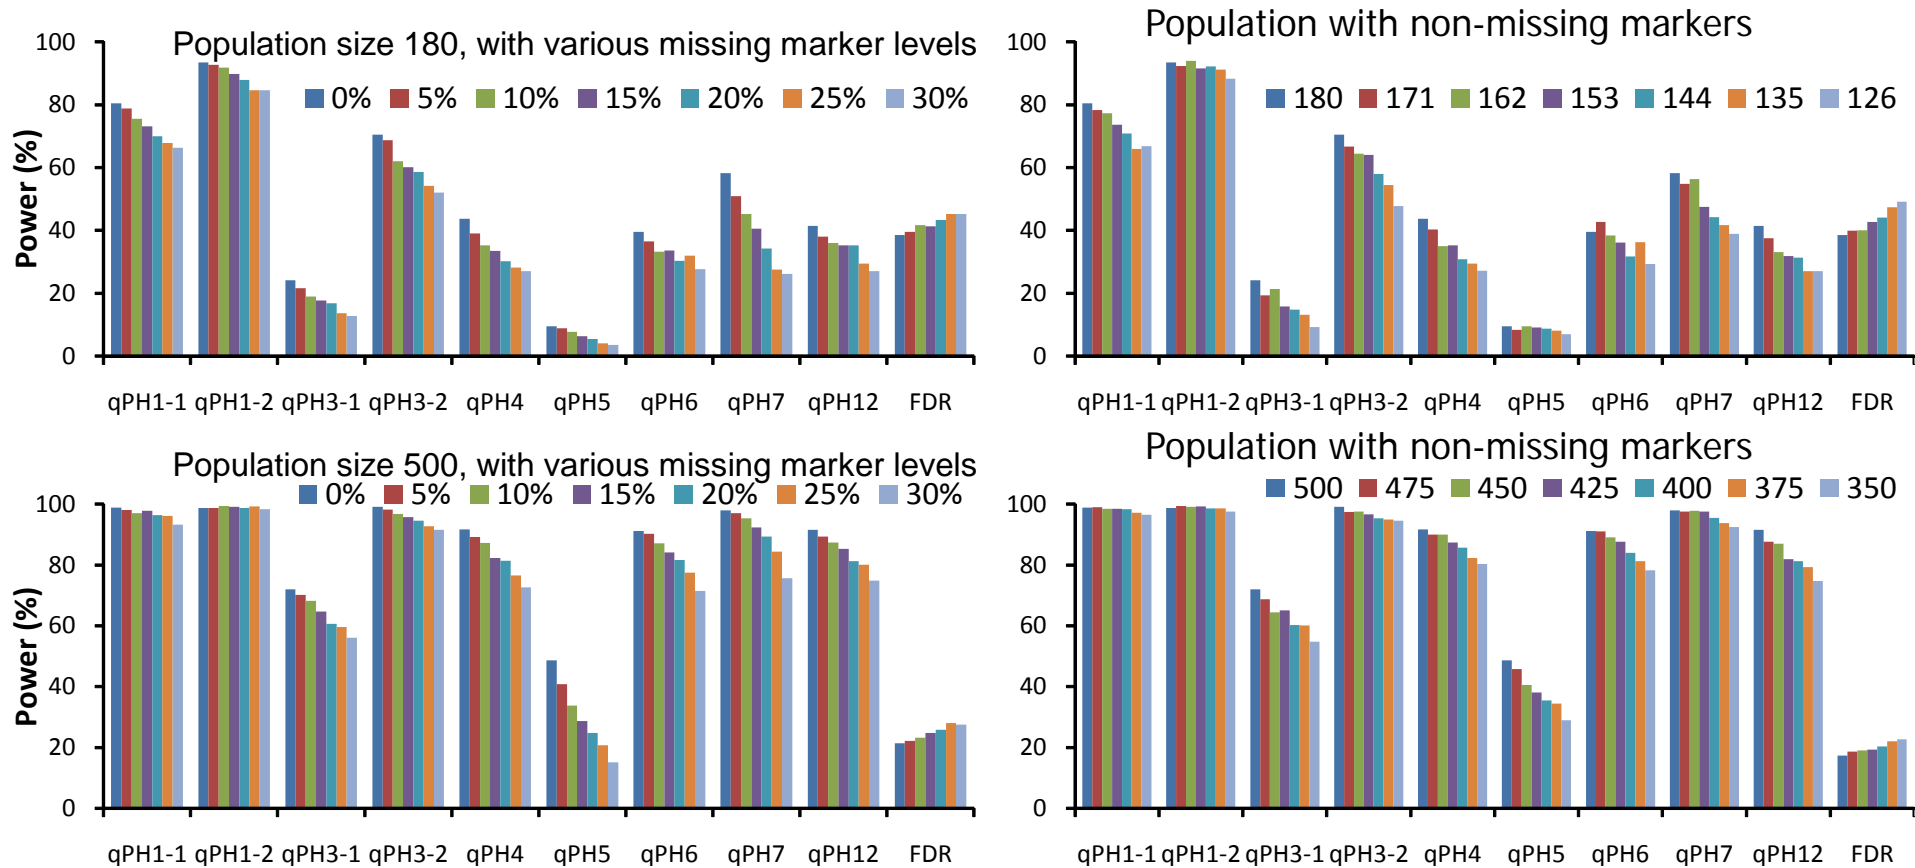 Population size 180, with various missing marker levels
0% 5% 10% 15% 20% 25% 30%
Power (%)
100
80
60
40
20
0
qPH1-1 qPH1-2 qPH3-1 qPH3-2 qPH4 qPH5 qPH6 qPH7 qPH12 FDR
Population with non-missing markers
180 171 162 153 144 135 126
100
80
60
40
20
0
qPH1-1 qPH1-2 qPH3-1 qPH3-2 qPH4 qPH5 qPH6 qPH7 qPH12 FDR
Population size 500, with various missing marker levels
0% 5% 10% 15% 20% 25% 30%
Power (%)
100
80
60
40
20
0
qPH1-1 qPH1-2 qPH3-1 qPH3-2 qPH4 qPH5 qPH6 qPH7 qPH12 FDR
Population with non-missing markers
500 475 450 425 400 375 350
100
80
60
40
20
0
qPH1-1 qPH1-2 qPH3-1 qPH3-2 qPH4 qPH5 qPH6 qPH7 qPH12 FDR